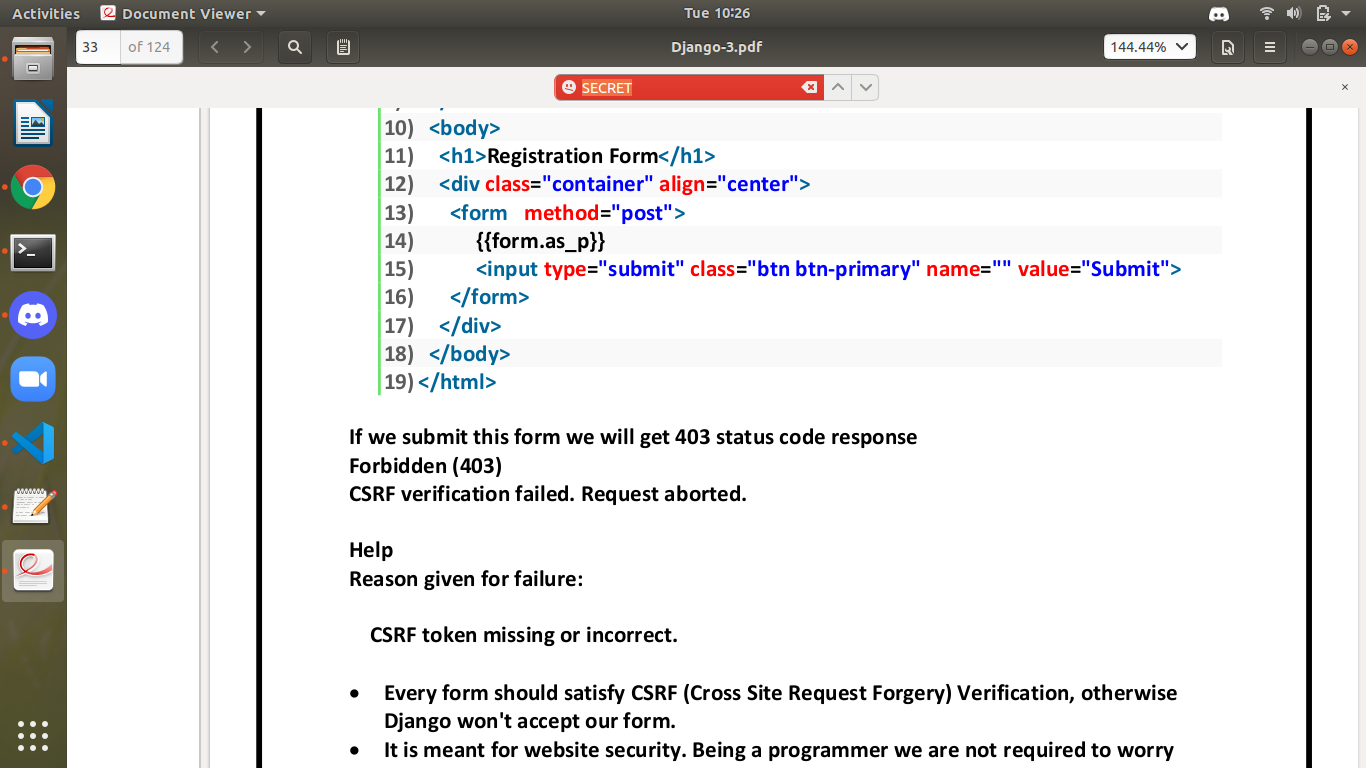 Activities Document Viewer Tue 10:26
33 of 124 Django-3.pdf 144.44%
SECRET
10) <body>
11) <h1>Registration Form</h1>
12) <div class="container" align="center">
13) <form method="post">
14) {{form.as_p}}
15) <input type="submit" class="btn btn-primary" name="" value="Submit">
16) </form>
17) </div>
18) </body>
19) </html>
If we submit this form we will get 403 status code response
Forbidden (403)
CSRF verification failed. Request aborted.
Help
Reason given for failure:
CSRF token missing or incorrect.
• Every form should satisfy CSRF (Cross Site Request Forgery) Verification, otherwise
Django won't accept our form.
• It is meant for website security. Being a programmer we are not required to worry